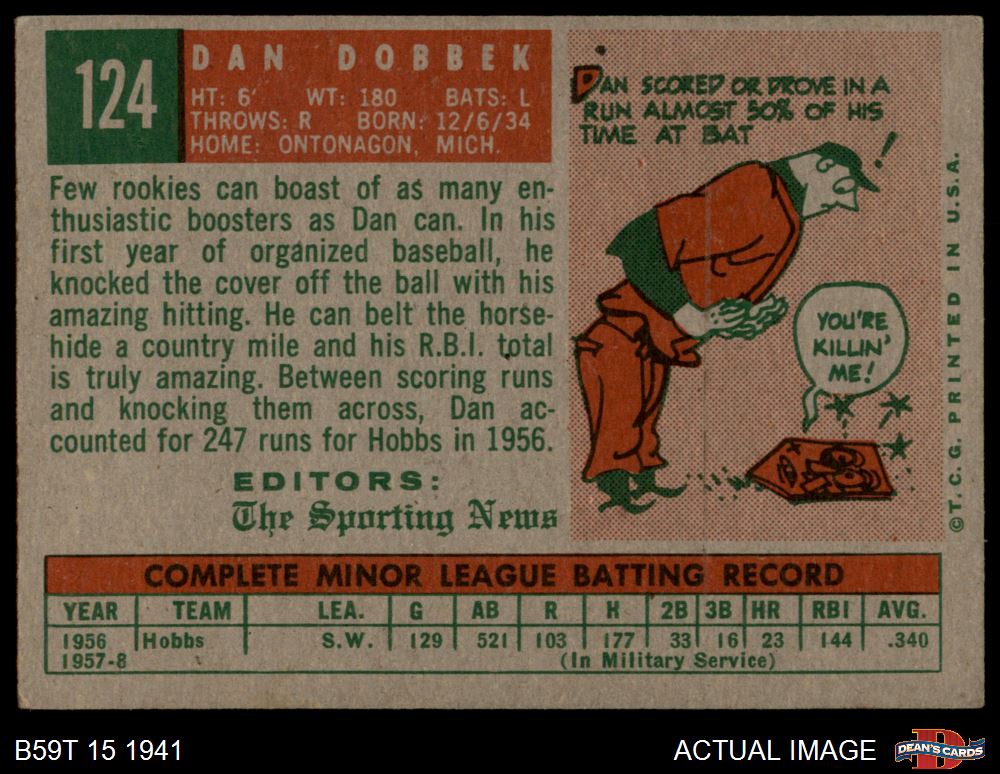 124
DAN DOBBEK
HT: 6' WT: 180 BATS: L
THROWS: R BORN: 12/6/34
HOME: ONTONAGON, MICH.
Few rookies can boast of as many en-
thusiastic boosters as Dan can. In his
first year of organized baseball, he
knocked the cover off the ball with his
amazing hitting. He can belt the horse-
hide a country mile and his R.B.I. total
is truly amazing. Between scoring runs
and knocking them across, Dan ac-
counted for 247 runs for Hobbs in 1956.
EDITORS:
The Sporting News
DAN SCORED OR DROVE IN A
RUN ALMOST 50% OF HIS
TIME AT BAT
!
YOU'RE
KILLIN'
ME!
©T.C.G. PRINTED IN U.S.A.
COMPLETE MINOR LEAGUE BATTING RECORD
YEAR TEAM LEA. G AB R H 2B 3B HR RBI AVG.
1956 Hobbs S.W. 129 521 103 177 33 16 23 144 .340
1957-8 (In Military Service)
B59T 15 1941
ACTUAL IMAGE
D
DEAN'S CARDS